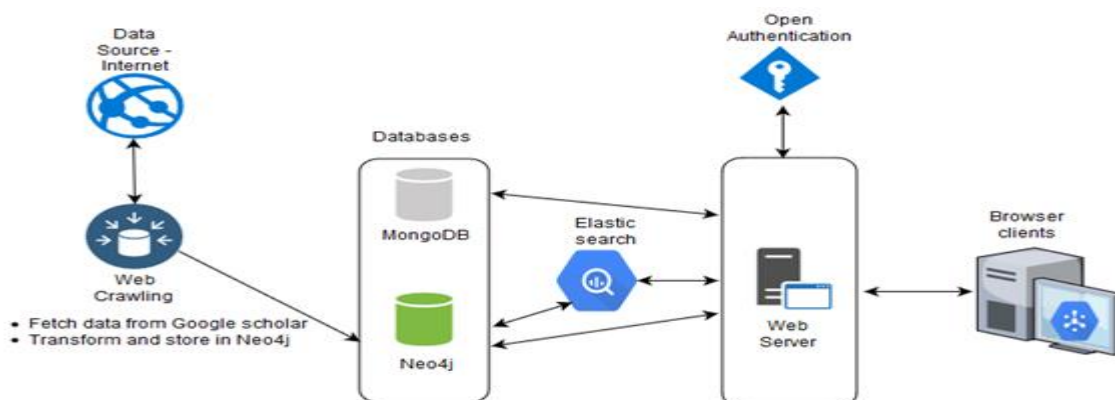 Data
Source -
Internet
Web
Crawling
• Fetch data from Google scholar
• Transform and store in Neo4j
Databases
MongoDB
Neo4j
Elastic
search
Open
Authentication
Web
Server
Browser
clients